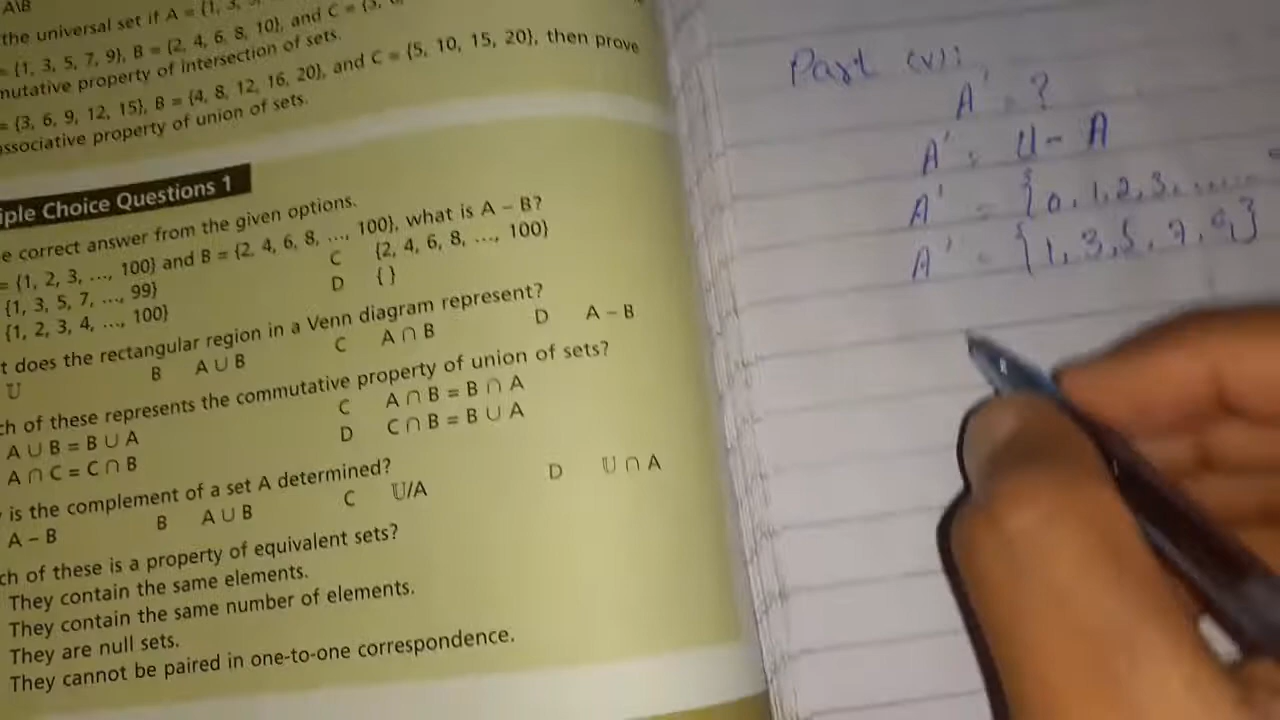 A\B
the universal set if A = {1, 3,
= {1, 3, 5, 7, 9}, B = {2, 4, 6, 8, 10}, and C =
mutative property of intersection of sets.
= {3, 6, 9, 12, 15}, B = {4, 8, 12, 16, 20}, and C = {5, 10, 15, 20}, then prove
ssociative property of union of sets.
iple Choice Questions 1
e correct answer from the given options.
= {1, 2, 3, ..., 100} and B = {2, 4, 6, 8, ..., 100}, what is A – B?
{1, 3, 5, 7, ..., 99} C {2, 4, 6, 8, ..., 100}
{1, 2, 3, 4, ..., 100} D { }
t does the rectangular region in a Venn diagram represent?
𝕌 B A ∪ B C A ∩ B D A – B
ch of these represents the commutative property of union of sets?
A ∪ B = B ∪ A C A ∩ B = B ∩ A
A ∩ C = C ∩ B D C ∩ B = B ∪ A
is the complement of a set A determined?
A – B B A ∪ B C 𝕌/A D 𝕌 ∩ A
ch of these is a property of equivalent sets?
They contain the same elements.
They contain the same number of elements.
They are null sets.
They cannot be paired in one-to-one correspondence.
Part (v):
A' = ?
A' = U - A
A' = {0, 1, 2, 3, ......
A' = {1, 3, 5, 7, 9}